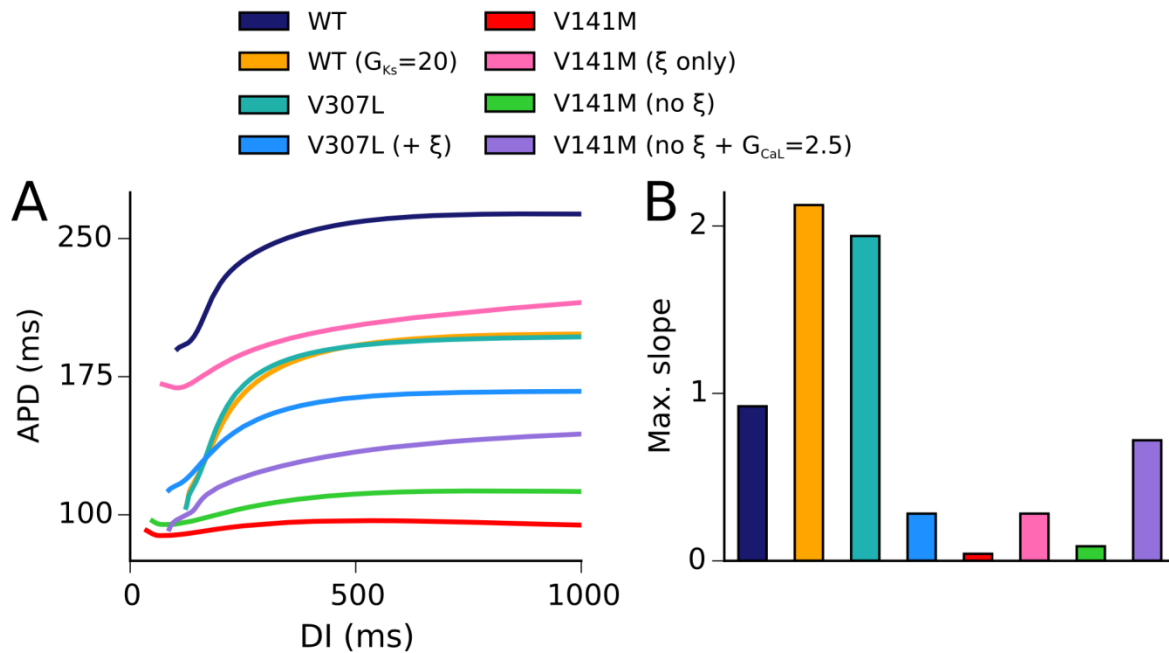 WT
V141M
WT (G_Ks=20)
V141M (ξ only)
V307L
V141M (no ξ)
V307L (+ ξ)
V141M (no ξ + G_CaL=2.5)
A
B
250
175
100
APD (ms)
0
500
1000
DI (ms)
2
1
0
Max. slope